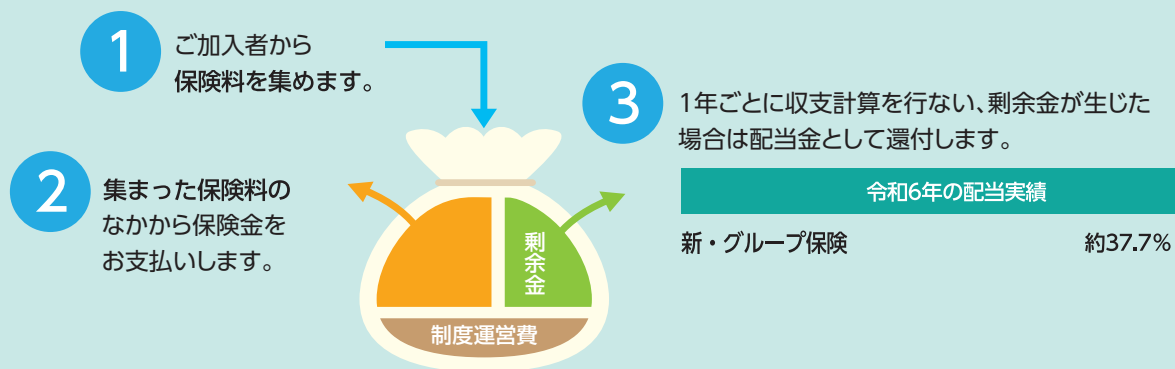 1
ご加入者から
保険料を集めます。
2
集まった保険料の
なかから保険金を
お支払いします。
剰余金
制度運営費
3
1年ごとに収支計算を行ない、剰余金が生じた
場合は配当金として還付します。
令和6年の配当実績
新・グループ保険 約37.7%